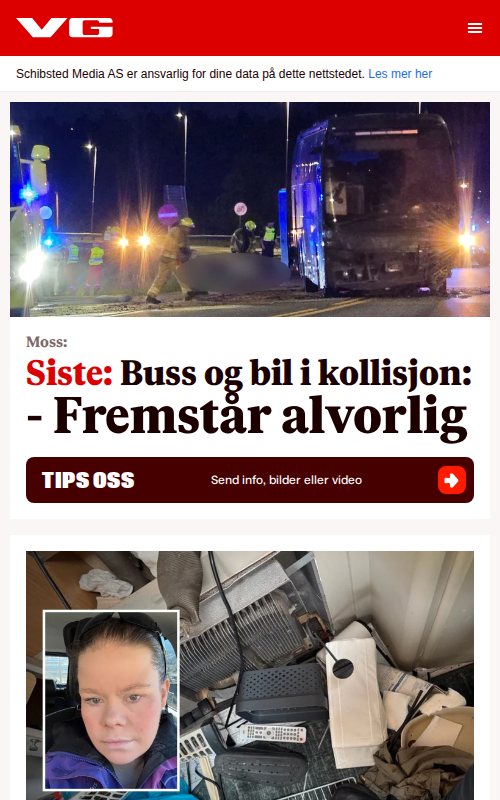 VG
Schibsted Media AS er ansvarlig for dine data på dette nettstedet. Les mer her
Moss:
Siste: Buss og bil i kollisjon:
- Fremstår alvorlig
TIPS OSS
Send info, bilder eller video